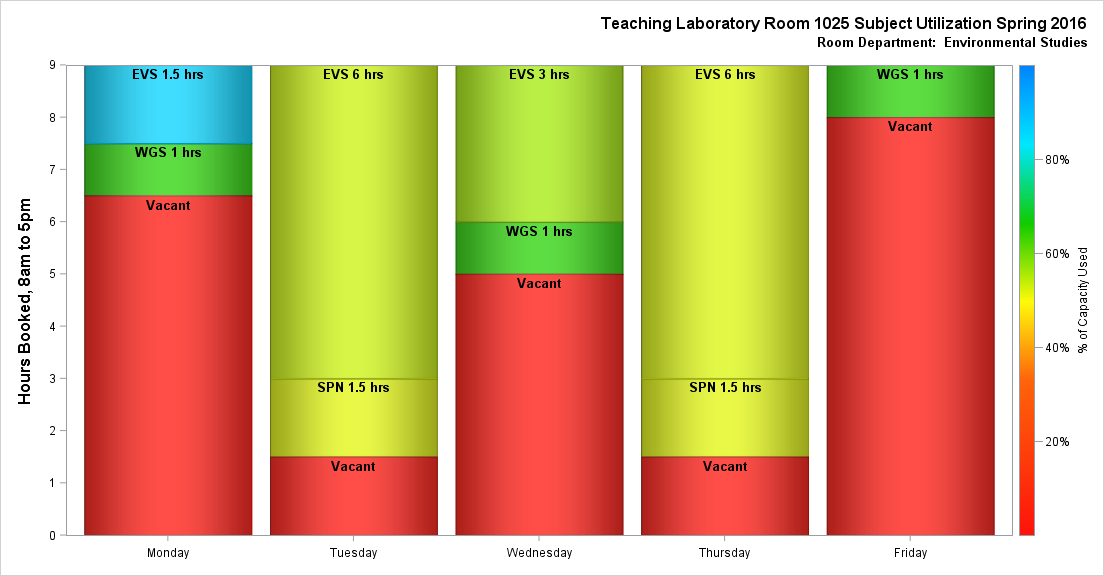 Teaching Laboratory Room 1025 Subject Utilization Spring 2016
Room Department: Environmental Studies
Hours Booked, 8am to 5pm
9
8
7
6
5
4
3
2
1
0
EVS 1.5 hrs
WGS 1 hrs
Vacant
EVS 6 hrs
SPN 1.5 hrs
Vacant
EVS 3 hrs
WGS 1 hrs
Vacant
EVS 6 hrs
SPN 1.5 hrs
Vacant
WGS 1 hrs
Vacant
Monday
Tuesday
Wednesday
Thursday
Friday
80%
60%
40%
20%
% of Capacity Used